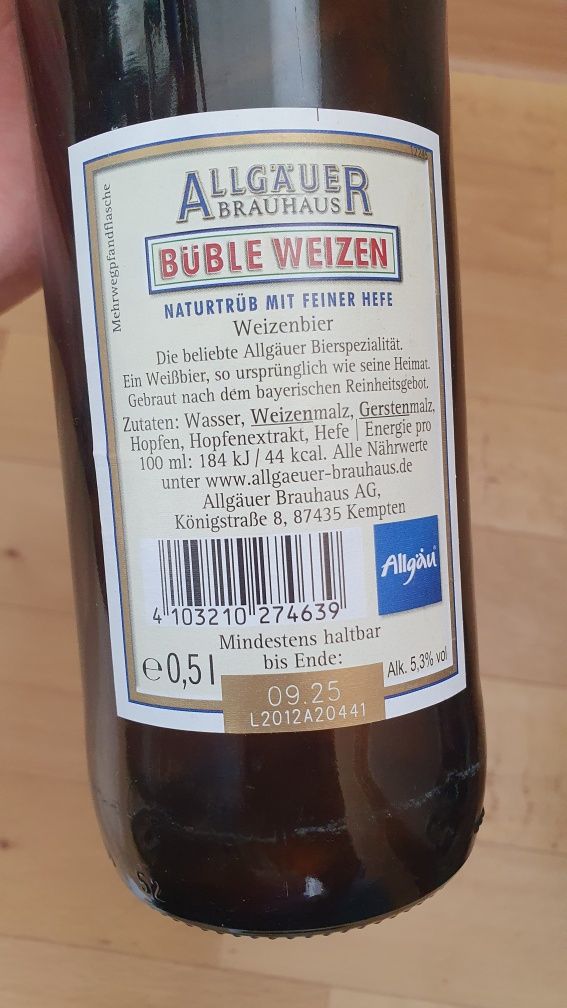 Mehrwegpfandflasche
ALLGÄUER
BRAUHAUS
BÜBLE WEIZEN
NATURTRÜB MIT FEINER HEFE
Weizenbier
Die beliebte Allgäuer Bierspezialität.
Ein Weißbier, so ursprünglich wie seine Heimat.
Gebraut nach dem bayerischen Reinheitsgebot.
Zutaten: Wasser, Weizenmalz, Gerstenmalz,
Hopfen, Hopfenextrakt, Hefe | Energie pro
100 ml: 184 kJ / 44 kcal. Alle Nährwerte
unter www.allgaeuer-brauhaus.de
Allgäuer Brauhaus AG,
Königstraße 8, 87435 Kempten
Allgäu
4 103210 274639
Mindestens haltbar
bis Ende:
e 0,5 l
Alk. 5,3% vol
09.25
L2012A20441
52